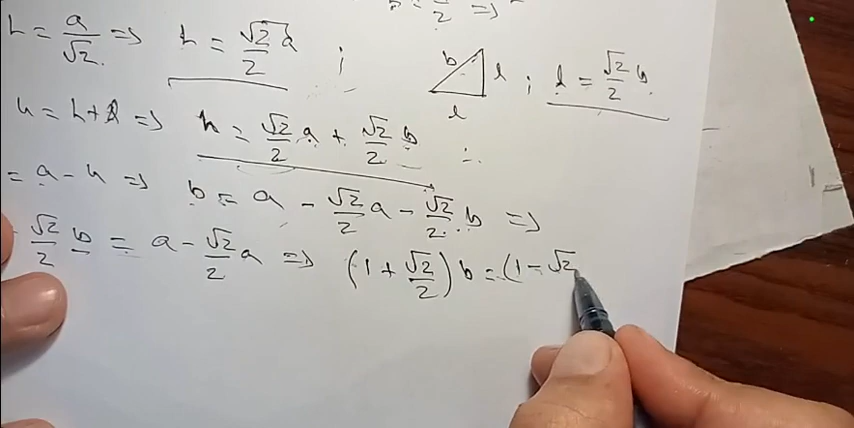 L = a/√2 => L = √2/2 a ;
b l ; l = √2/2 b
l
h = L + l => h = √2/2 a + √2/2 b ∴
= a - h => b = a - √2/2 a - √2/2 b =>
√2/2 b = a - √2/2 a => (1 + √2/2) b = (1 - √2